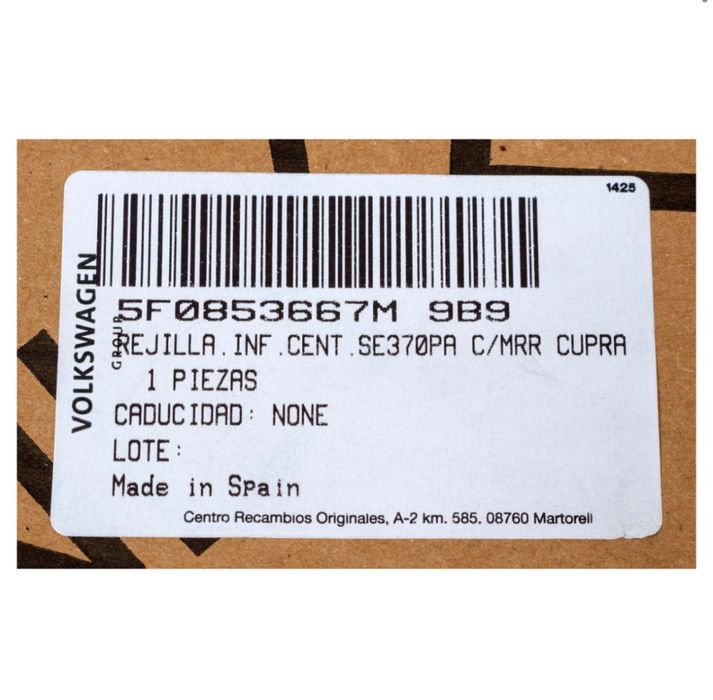 1425
VOLKSWAGEN
GROUP
5F0853667M 9B9
REJILLA.INF.CENT.SE370PA C/MRR CUPRA
1 PIEZAS
CADUCIDAD: NONE
LOTE:
Made in Spain
Centro Recambios Originales, A-2 km. 585. 08760 Martorell